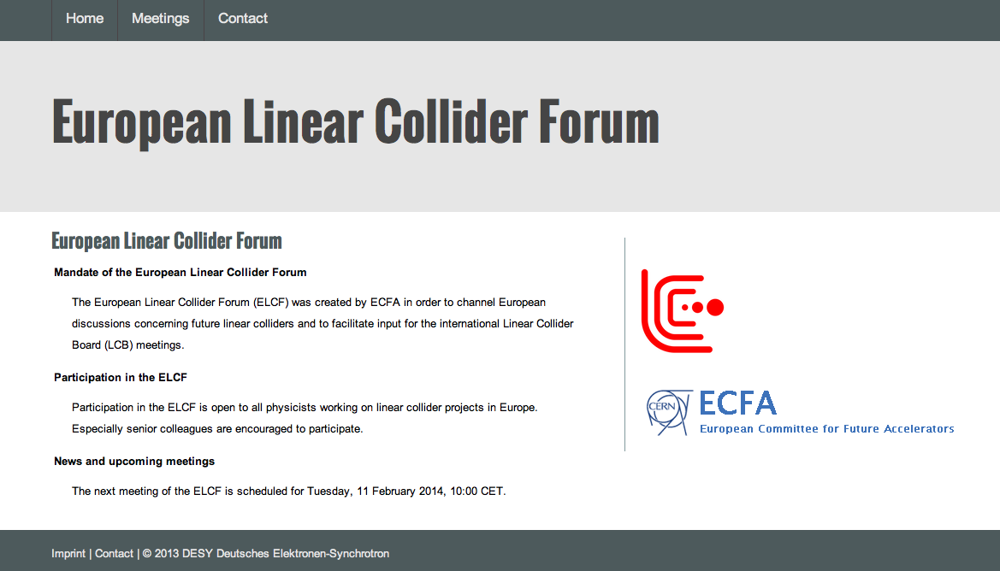 Home Meetings Contact
European Linear Collider Forum
European Linear Collider Forum
Mandate of the European Linear Collider Forum
The European Linear Collider Forum (ELCF) was created by ECFA in order to channel European
discussions concerning future linear colliders and to facilitate input for the international Linear Collider
Board (LCB) meetings.
Participation in the ELCF
Participation in the ELCF is open to all physicists working on linear collider projects in Europe.
Especially senior colleagues are encouraged to participate.
News and upcoming meetings
The next meeting of the ELCF is scheduled for Tuesday, 11 February 2014, 10:00 CET.
CERN ECFA
European Committee for Future Accelerators
Imprint | Contact | © 2013 DESY Deutsches Elektronen-Synchrotron